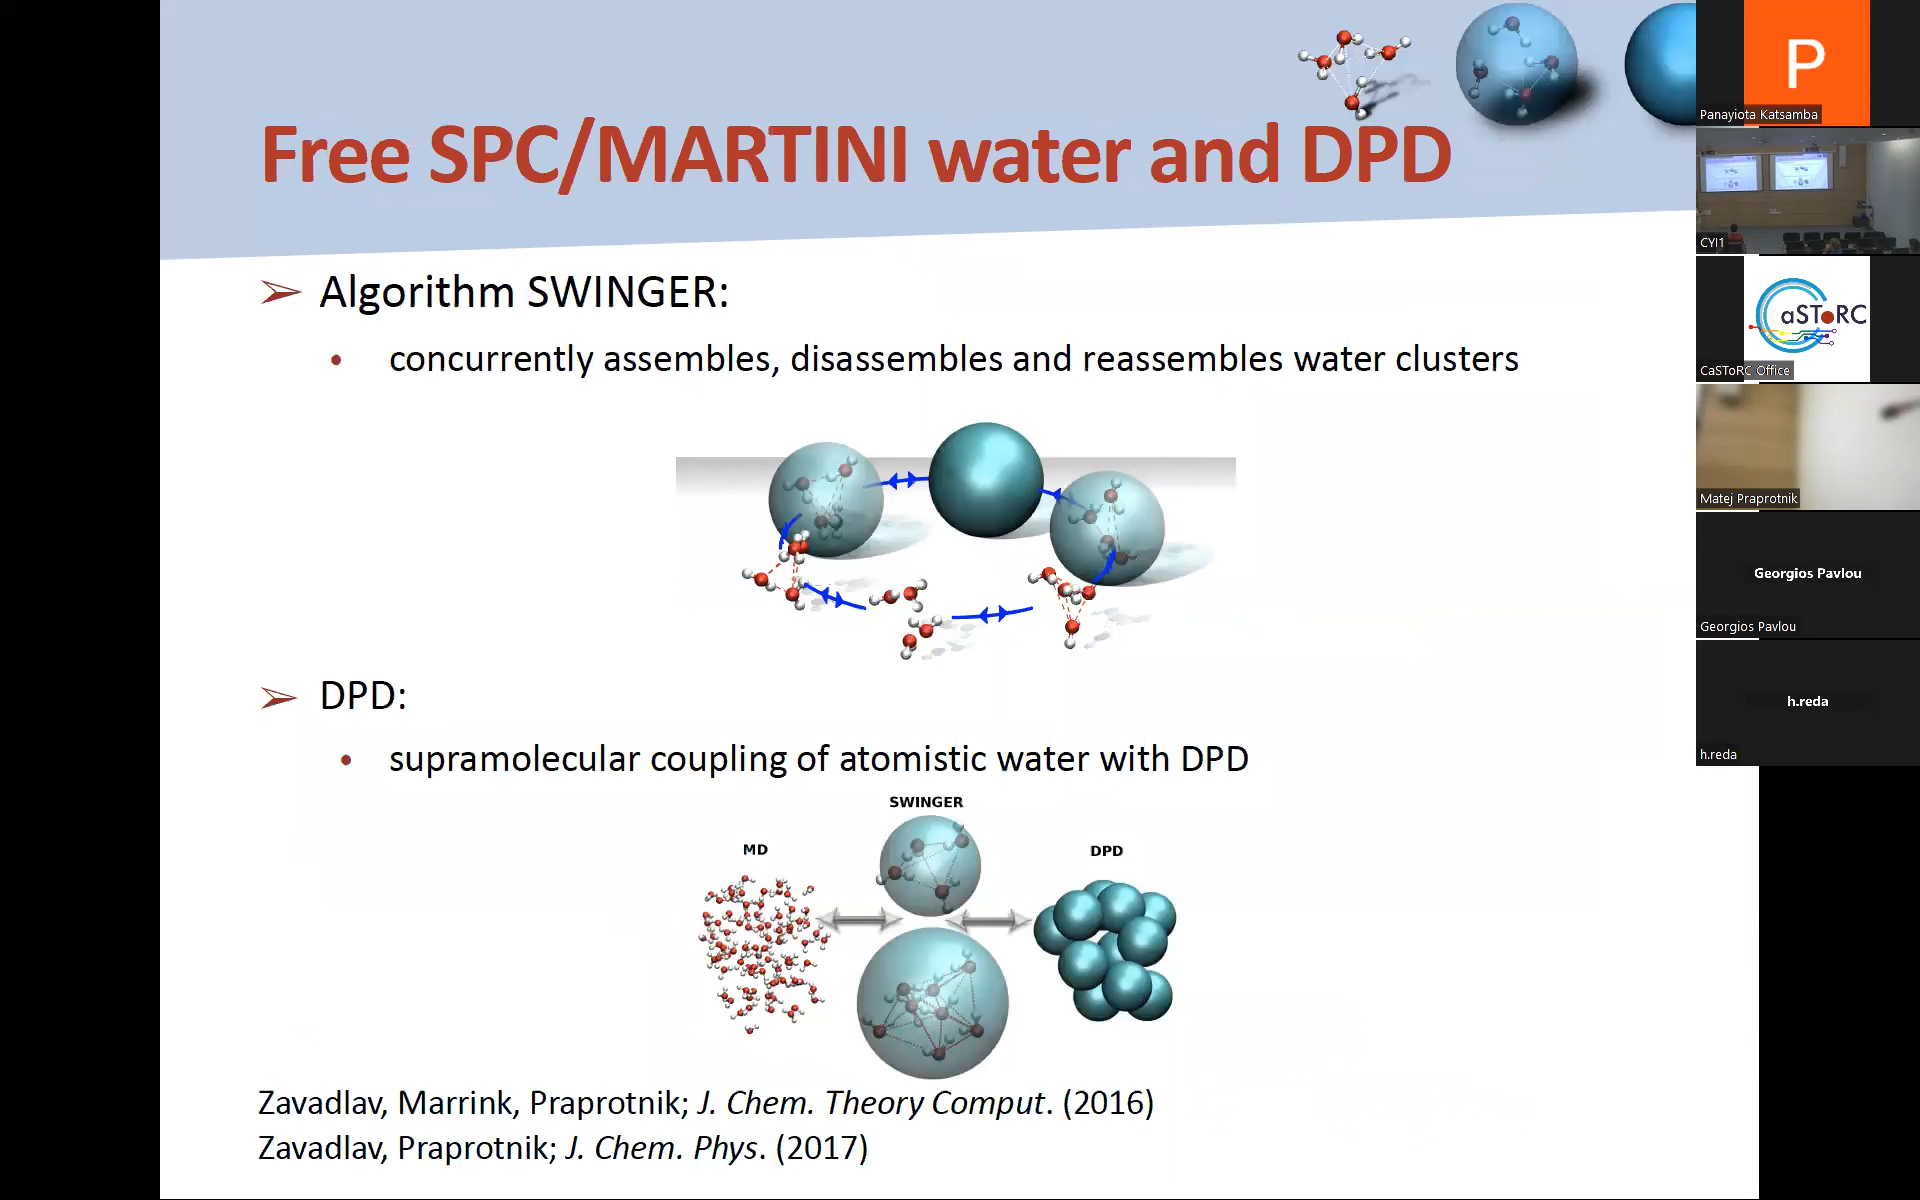 Free SPC/MARTINI water and DPD
Algorithm SWINGER:
concurrently assembles, disassembles and reassembles water clusters
DPD:
supramolecular coupling of atomistic water with DPD
SWINGER
MD
DPD
Zavadlav, Marrink, Praprotnik; J. Chem. Theory Comput. (2016)
Zavadlav, Praprotnik; J. Chem. Phys. (2017)
P
Panayiota Katsamba
CYI1
aSToRC
CaSToRC Office
Matej Praprotnik
Georgios Pavlou
Georgios Pavlou
h.reda
h.reda